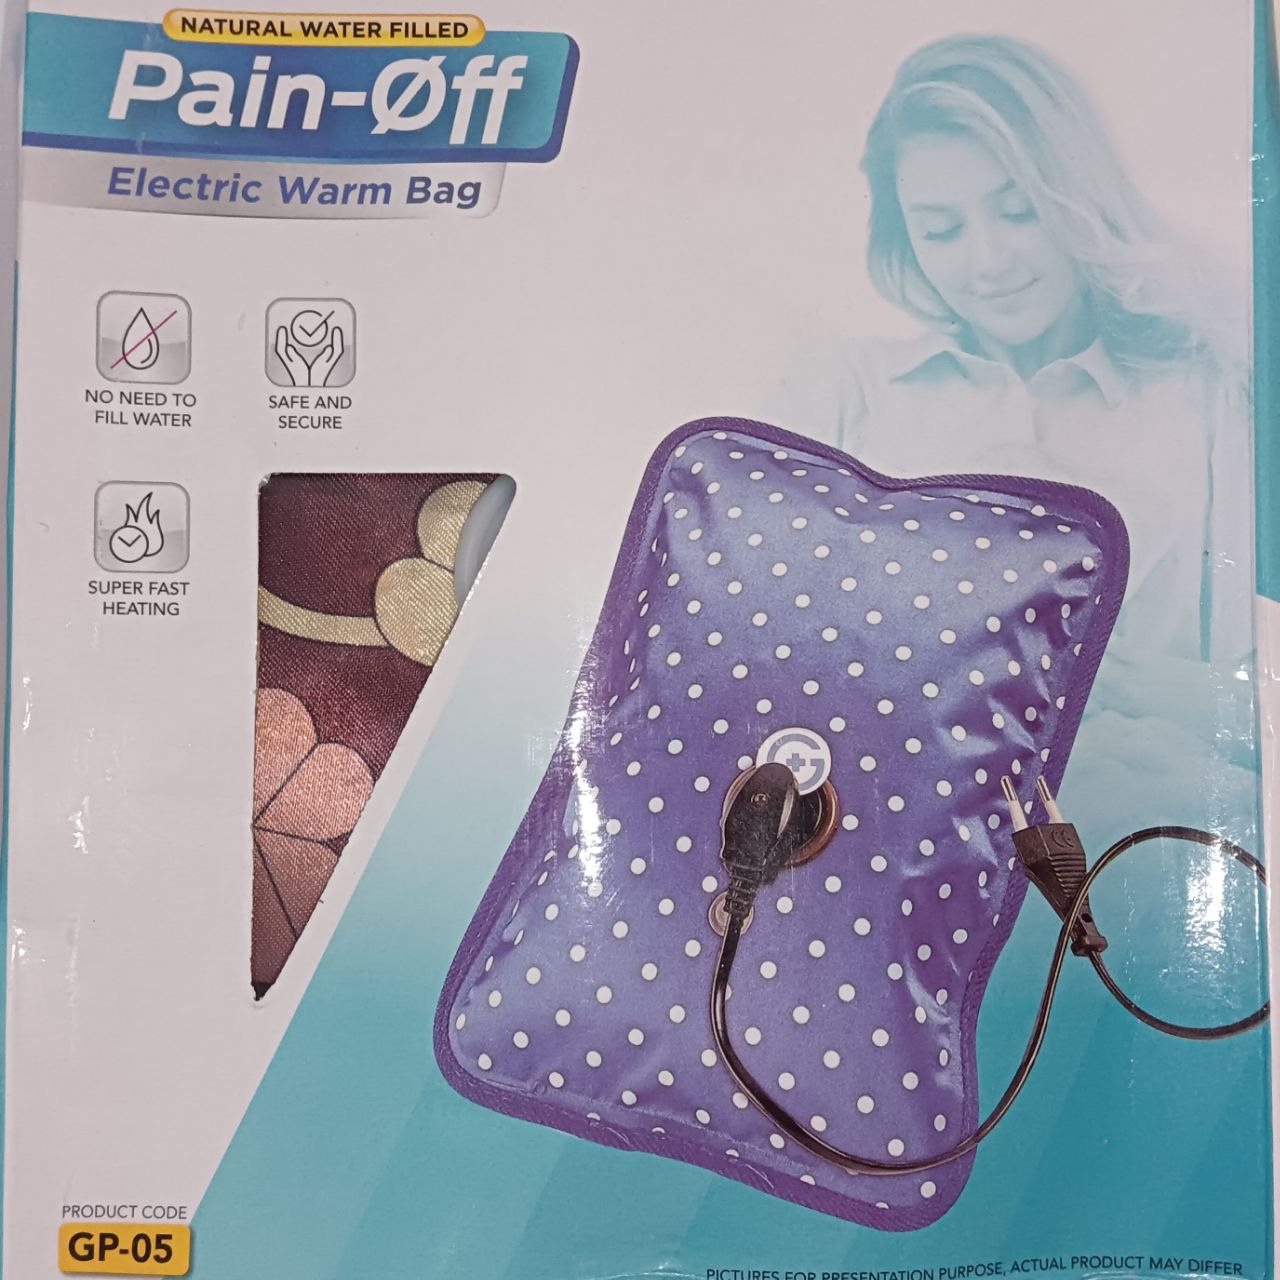 NATURAL WATER FILLED
Pain-Øff
Electric Warm Bag
NO NEED TO
FILL WATER
SAFE AND
SECURE
SUPER FAST
HEATING
PRODUCT CODE
GP-05
PICTURES FOR PRESENTATION PURPOSE, ACTUAL PRODUCT MAY DIFFER